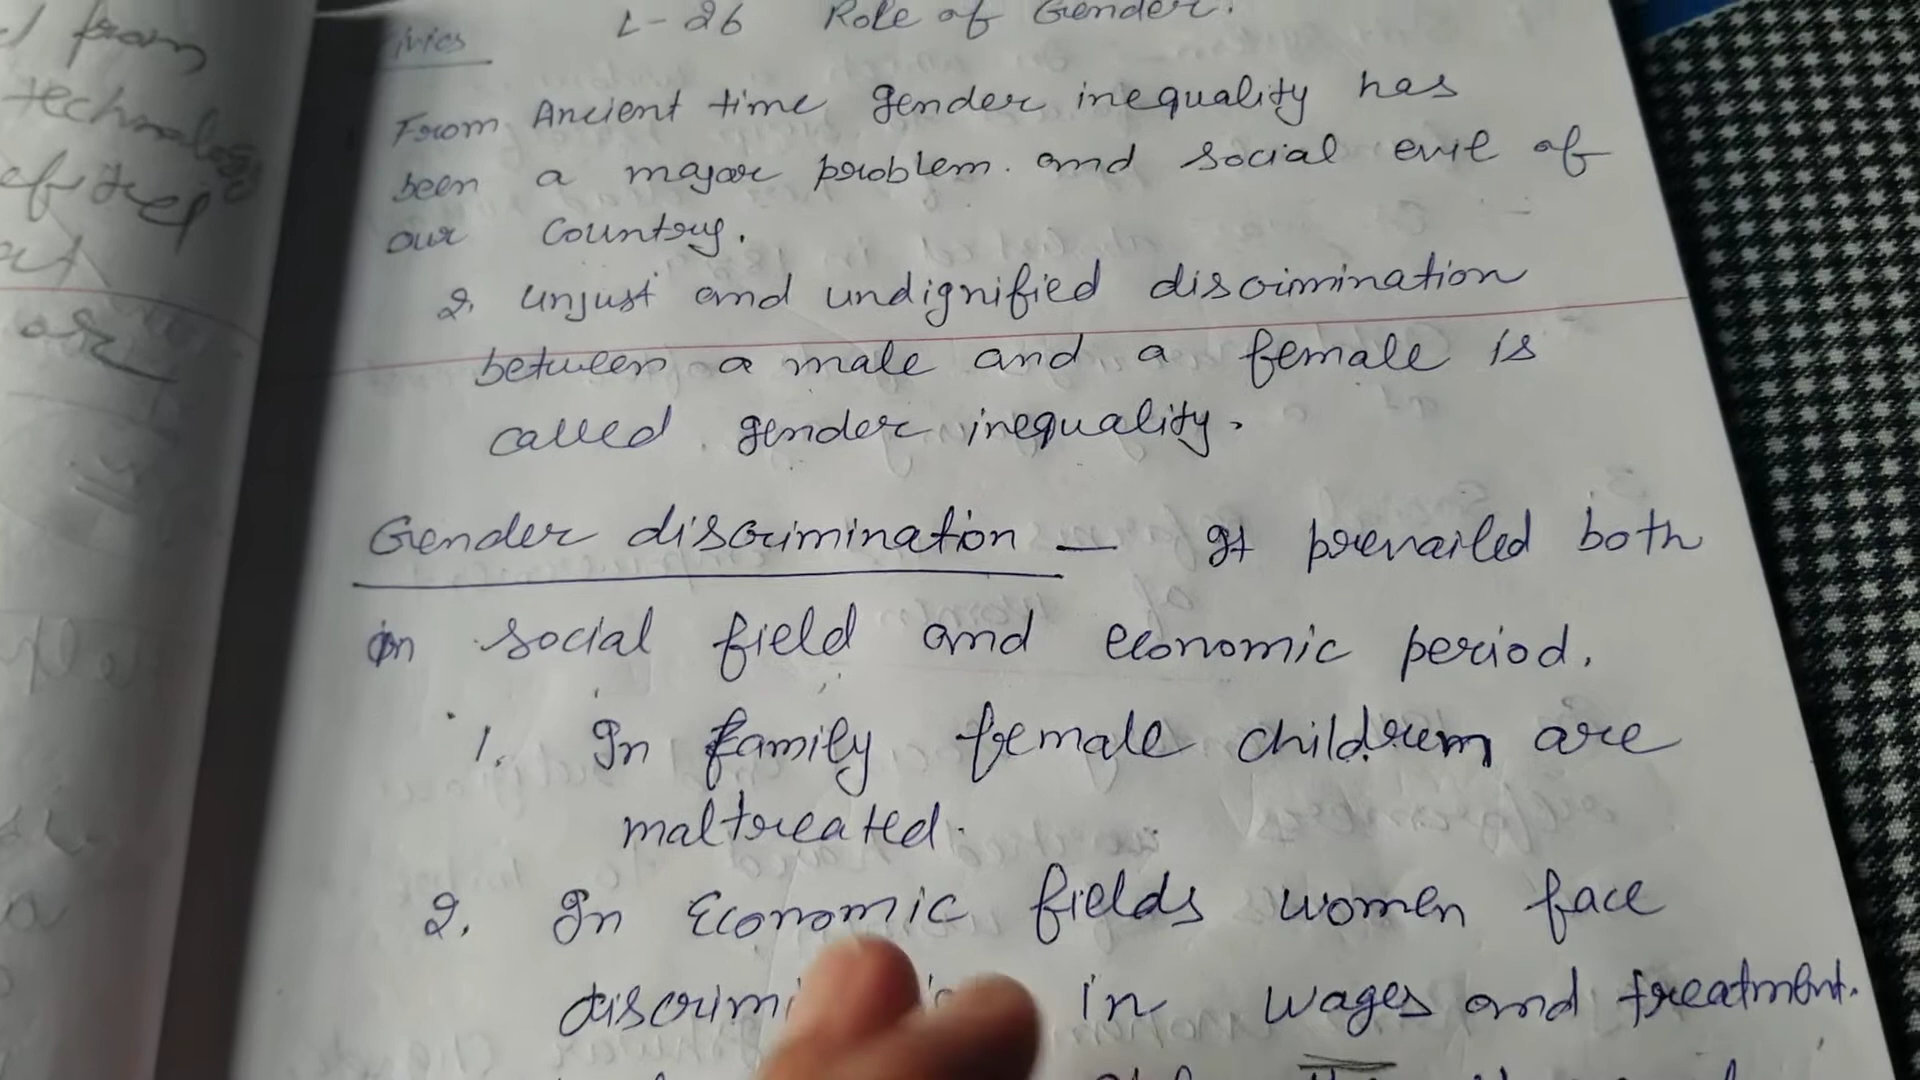 L-26 Role of Gender.
From Ancient time gender inequality has
been a major problem. and social evil of
our Country.
2. unjust and undignified discrimination
between a male and a female is
called gender inequality.
Gender discrimination — It prevailed both
in social field and economic period.
1. In family female children are
maltreated.
2. In Economic fields women face
in wages and treatment.
from